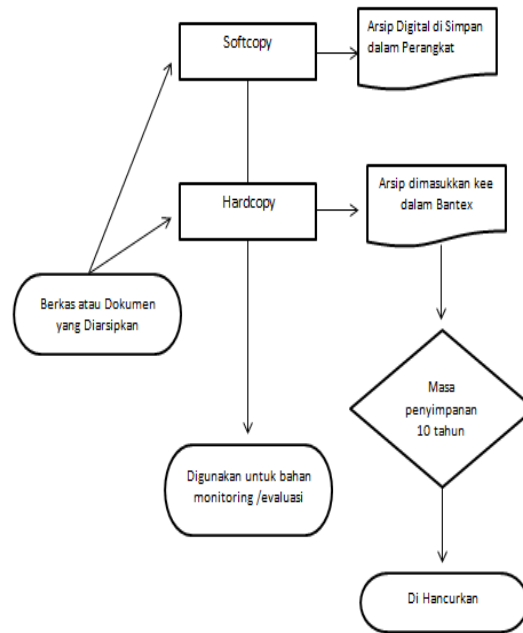 Softcopy
Arsip Digital di Simpan
dalam Perangkat
Hardcopy
Arsip dimasukkan kee
dalam Bantex
Berkas atau Dokumen
yang Diarsipkan
Masa
penyimpanan
10 tahun
Digunakan untuk bahan
monitoring /evaluasi
Di Hancurkan